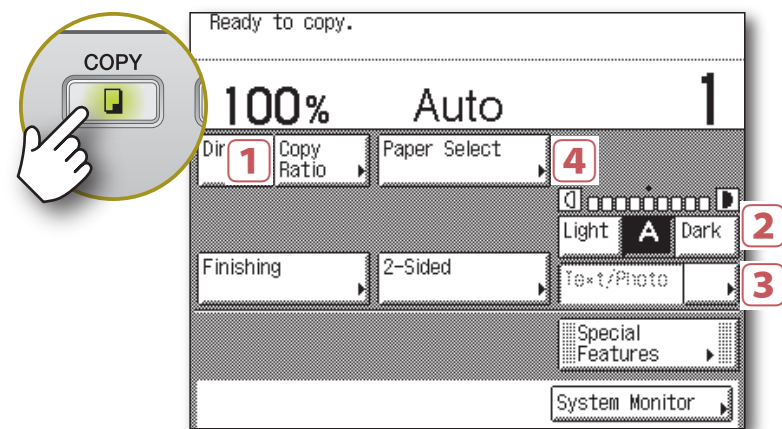 Ready to copy.
COPY
100%
Auto
1
1
Copy
Ratio
Paper Select
4
Light
A
Dark
2
Finishing
2-Sided
Text/Photo
3
Special
Features
System Monitor